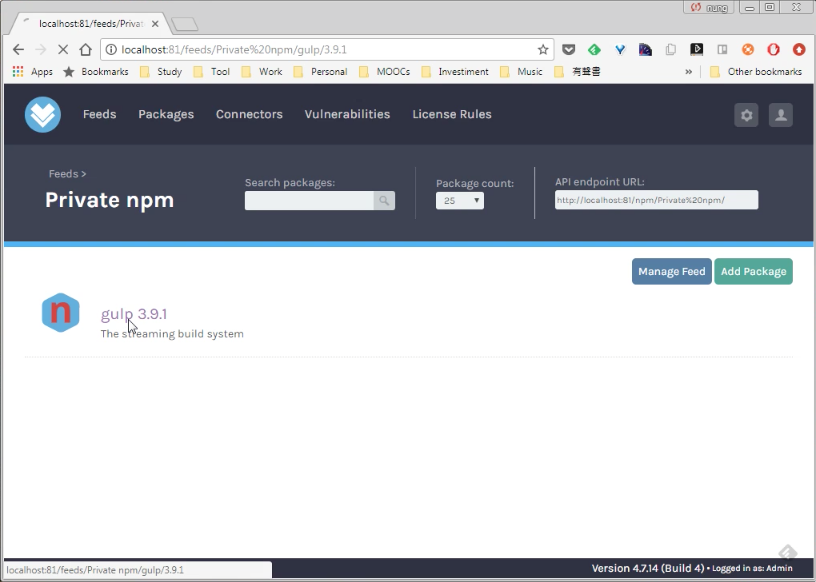 nung
localhost:81/feeds/Privat
localhost:81/feeds/Private%20npm/gulp/3.9.1
Apps Bookmarks Study Tool Work Personal MOOCs Investiment Music 有聲書 » Other bookmarks
Feeds Packages Connectors Vulnerabilities License Rules
Feeds >
Private npm
Search packages:
Package count:
25
API endpoint URL:
http://localhost:81/npm/Private%20npm/
Manage Feed Add Package
n
gulp 3.9.1
The streaming build system
localhost:81/feeds/Private npm/gulp/3.9.1
Version 4.7.14 (Build 4) • Logged in as: Admin